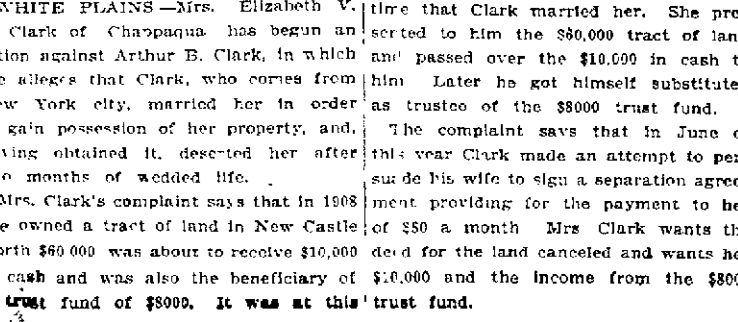 WHITE PLAINS—Mrs. Elizabeth V.
Clark of Chappaqua has begun an
tion against Arthur B. Clark, in which
e alleges that Clark, who comes from
ew York city, married her in order
gain possession of her property, and,
ving obtained it, deserted her after
o months of wedded life.
Mrs. Clark's complaint says that in 1908
e owned a tract of land in New Castle
orth $60 000 was about to receive $10,000
cash and was also the beneficiary of
trust fund of $8000. It was at this
time that Clark married her. She pre
sented to him the $60,000 tract of lan
and passed over the $10,000 in cash t
him Later he got himself substitute
as trustee of the $8000 trust fund.
The complaint says that in June o
this year Clark made an attempt to per
suade his wife to sign a separation agree
ment providing for the payment to he
of $50 a month Mrs Clark wants th
deed for the land canceled and wants he
$10,000 and the income from the $800
trust fund.